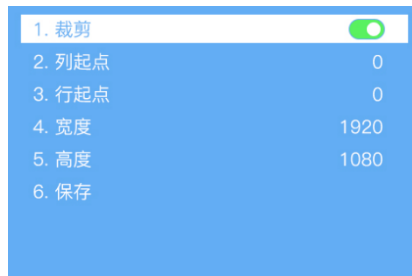 1. 裁剪
2. 列起点 0
3. 行起点 0
4. 宽度 1920
5. 高度 1080
6. 保存